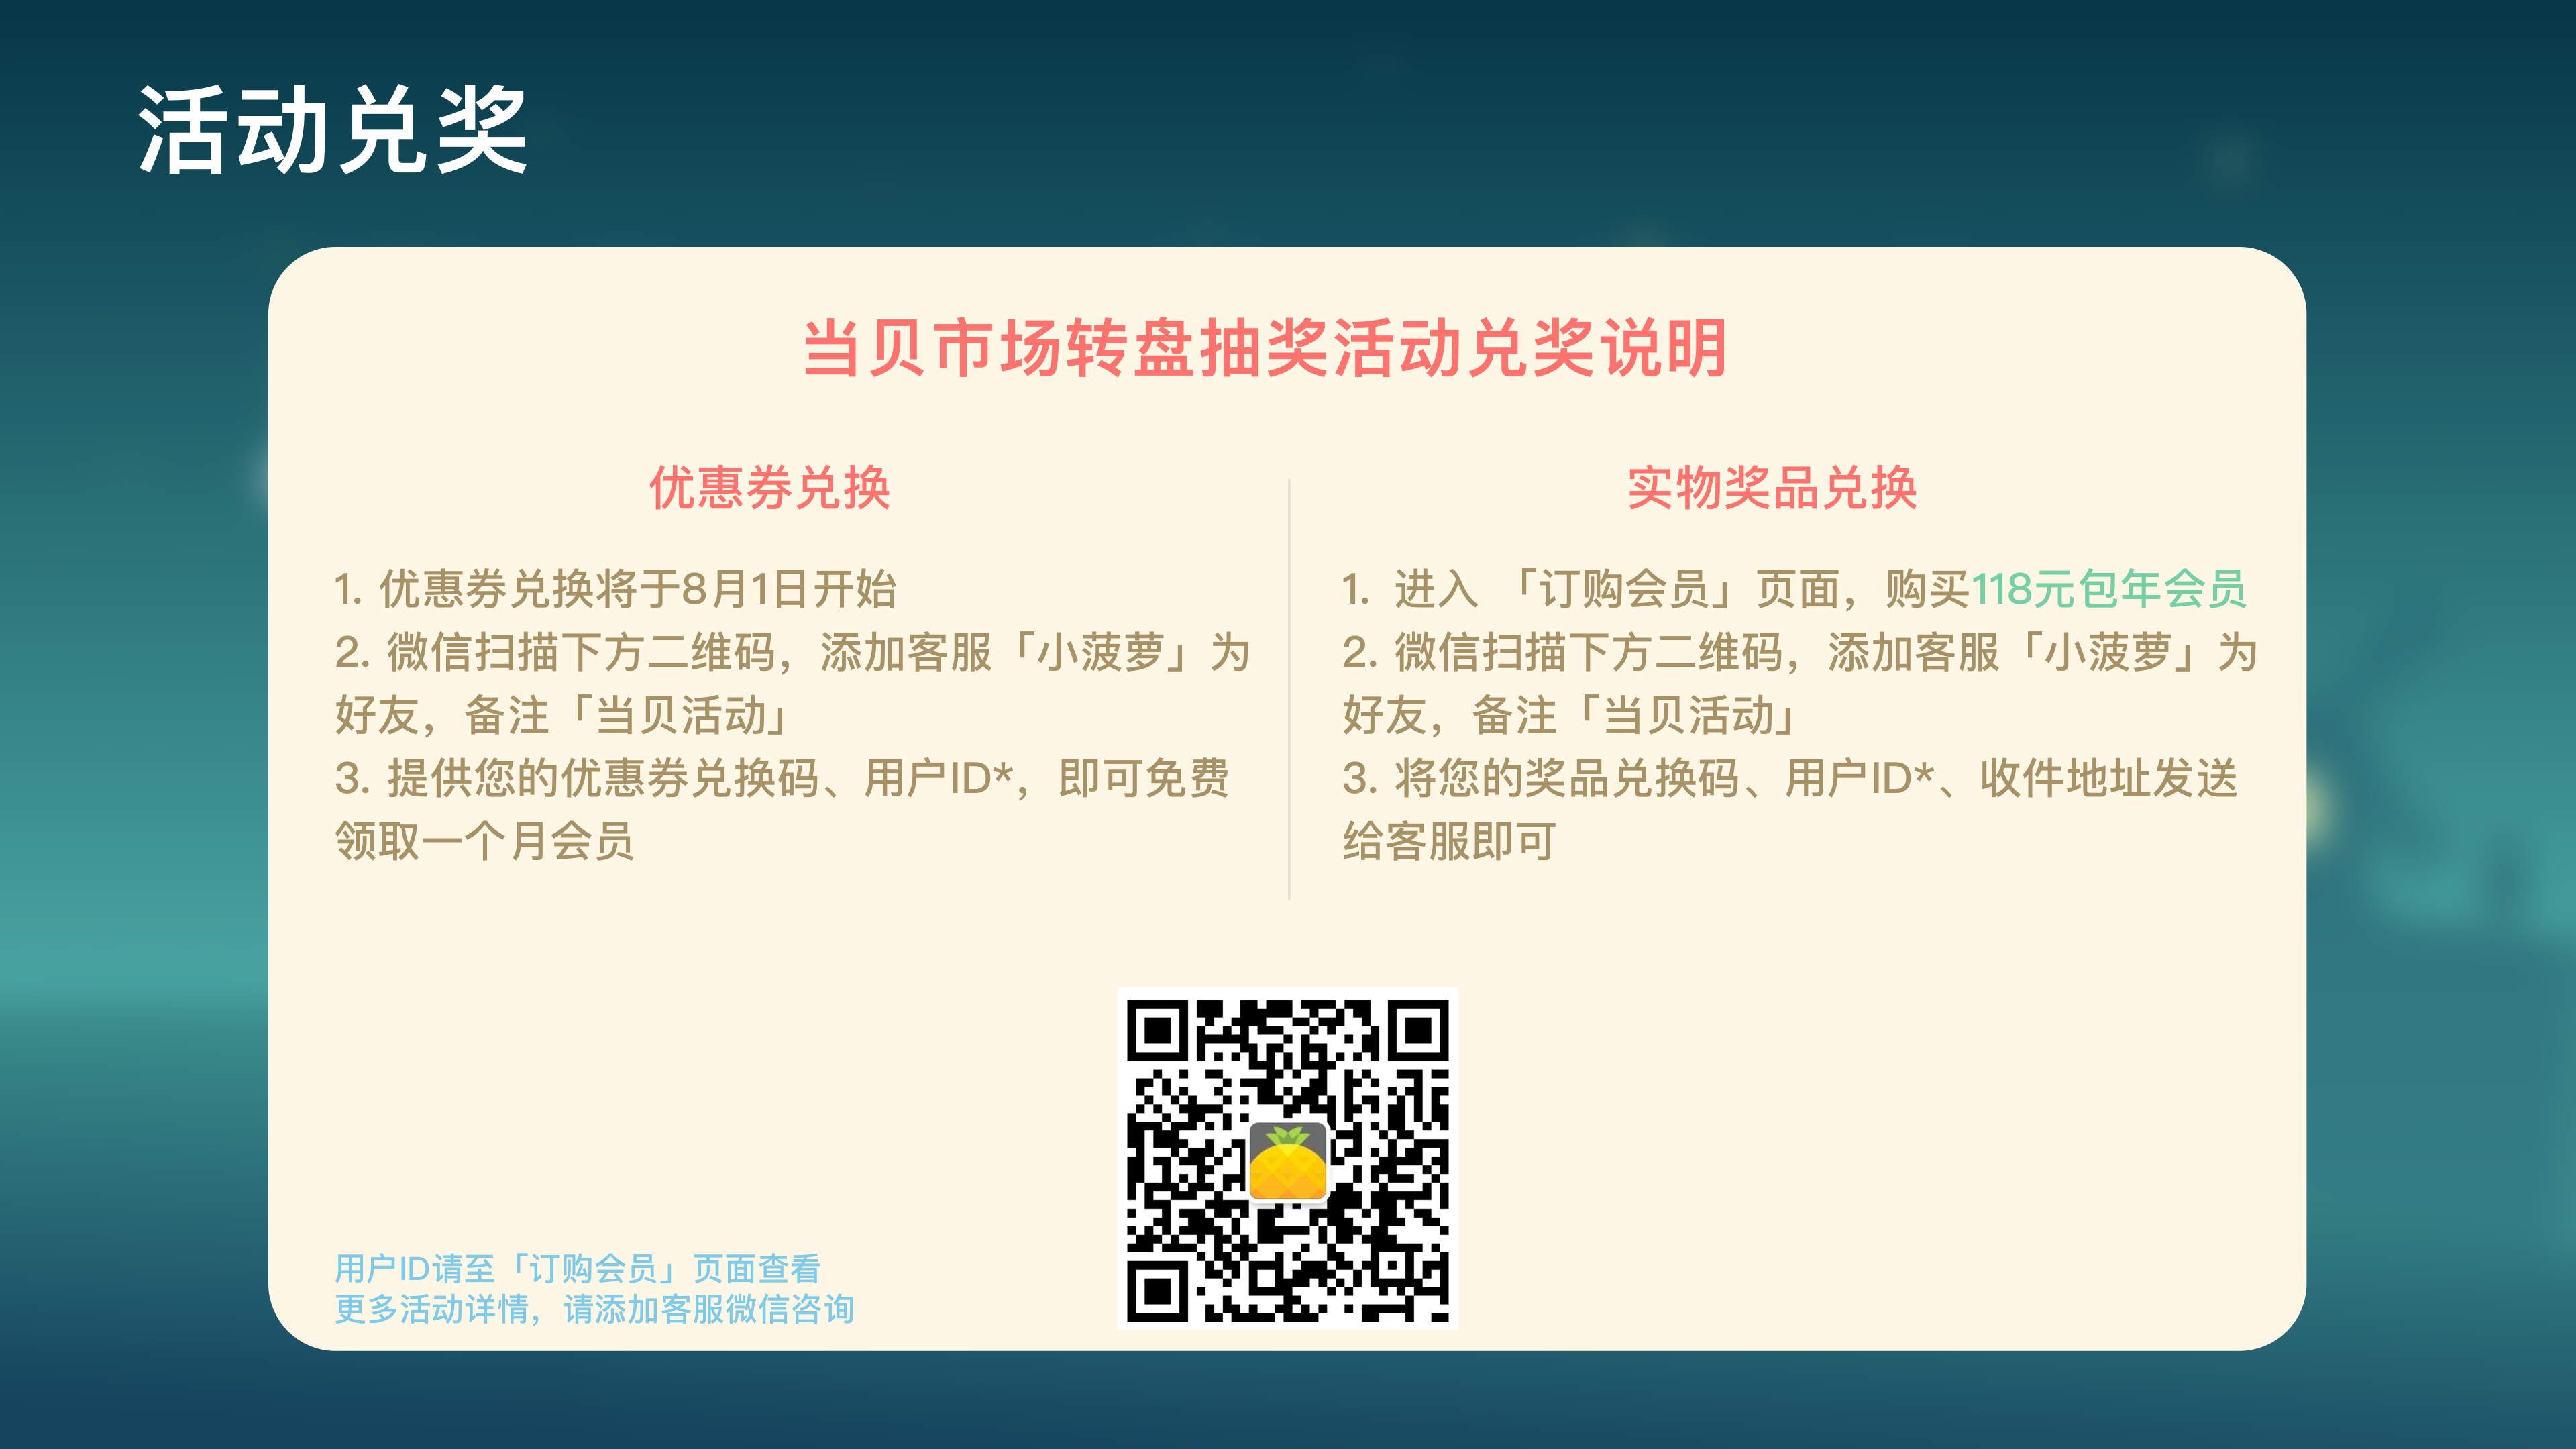 活动兑奖
当贝市场转盘抽奖活动兑奖说明
优惠券兑换
1. 优惠券兑换将于8月1日开始
2. 微信扫描下方二维码，添加客服「小菠萝」为
好友，备注「当贝活动」
3. 提供您的优惠券兑换码、用户ID*，即可免费
领取一个月会员
实物奖品兑换
1. 进入 「订购会员」页面，购买118元包年会员
2. 微信扫描下方二维码，添加客服「小菠萝」为
好友，备注「当贝活动」
3. 将您的奖品兑换码、用户ID*、收件地址发送
给客服即可
用户ID请至「订购会员」页面查看
更多活动详情，请添加客服微信咨询